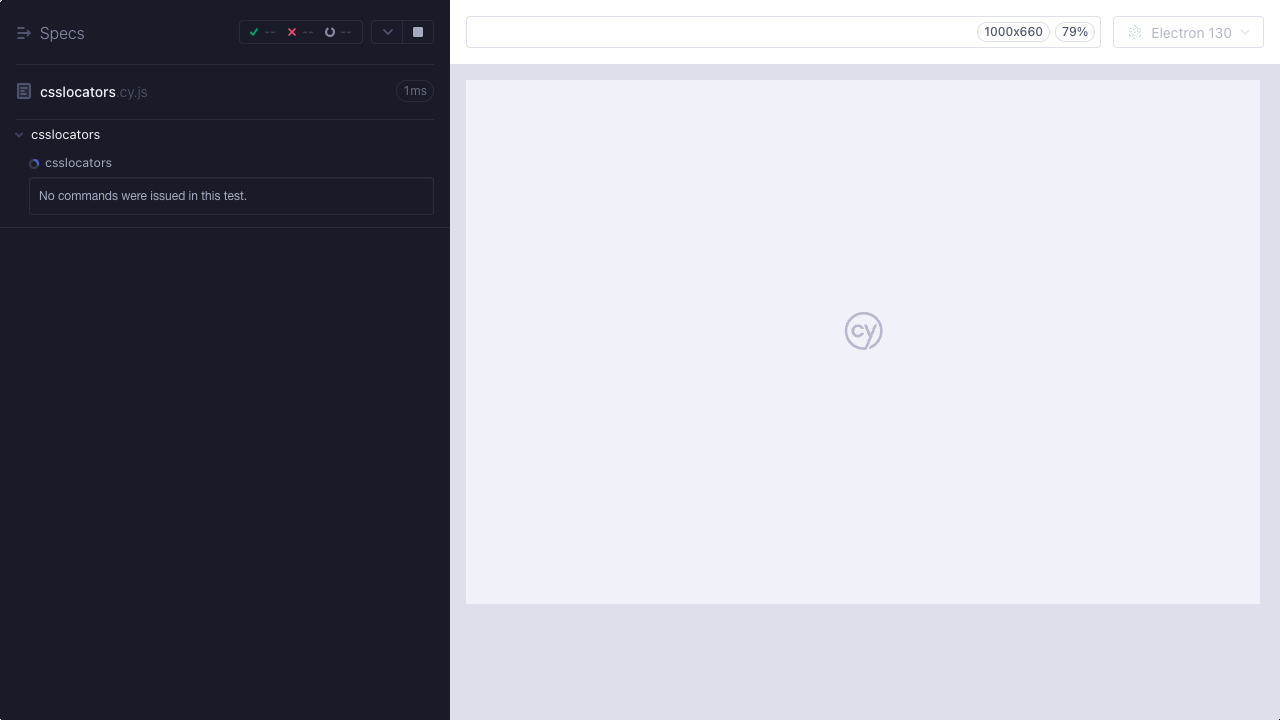 Specs
-- -- --
1000x660 79%
Electron 130
csslocators.cy.js
1ms
csslocators
csslocators
No commands were issued in this test.
cy